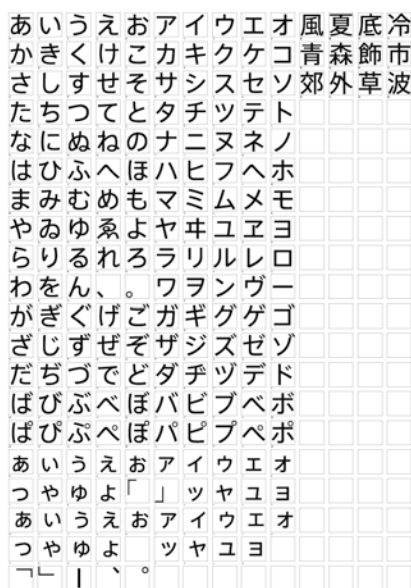 あいうえおアイウエオ風夏底冷
かきくけこカキクケコ青森飾市
さしすせそサシスセソ郊外草波
たちつてとタチツテト
なにぬねのナニヌネノ
はひふへほハヒフヘホ
まみむめもマミムメモ
やゐゆゑよヤヰユヱヨ
らりるれろラリルレロ
わをん、。ワヲンヴー
がぎぐげごガギグゲゴ
ざじずぜぞザジズゼゾ
だぢづでどダヂヅデド
ばびぶべぼバビブベボ
ぱぴぷぺぽパピプペポ
ぁぃぅぇぉァィゥェォ
っゃゅょ「」ッャュョ
ぁぃぅぇぉァィゥェォ
っゃゅょ ッャュョ
﹁﹂丨、。